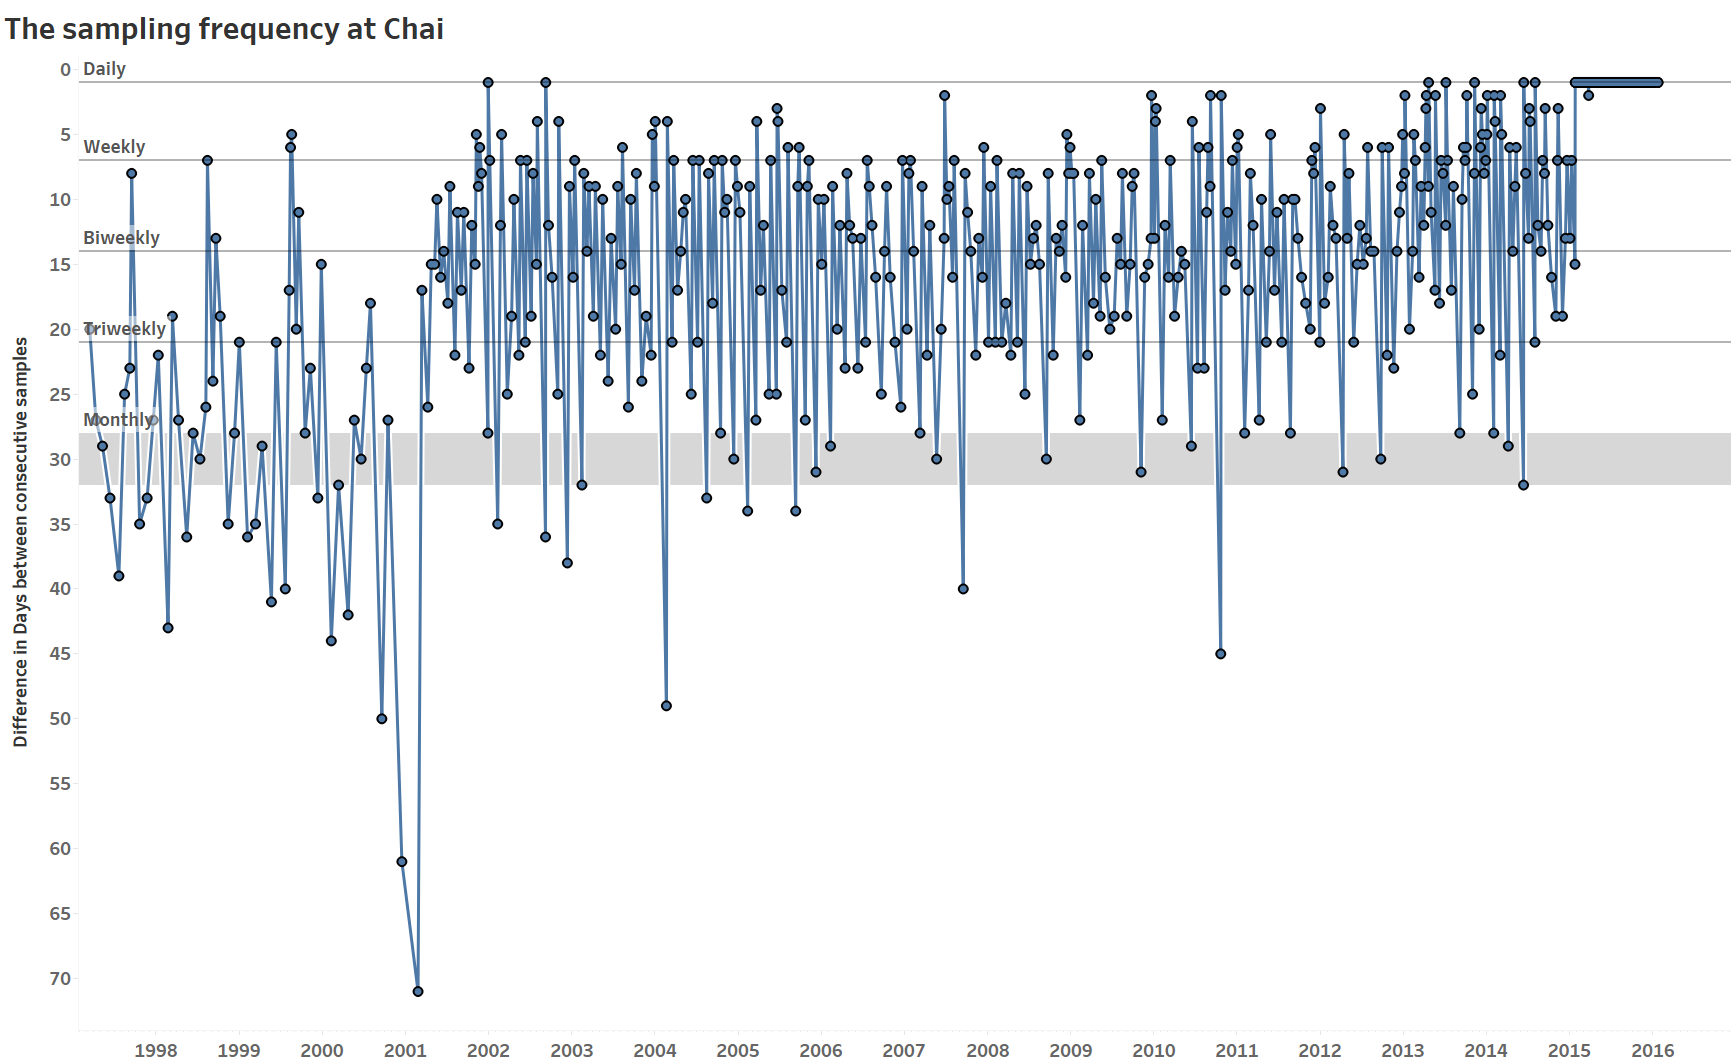 The sampling frequency at Chai
Difference in Days between consecutive samples
0
5
10
15
20
25
30
35
40
45
50
55
60
65
70
Daily
Weekly
Biweekly
Triweekly
Monthly
1998 1999 2000 2001 2002 2003 2004 2005 2006 2007 2008 2009 2010 2011 2012 2013 2014 2015 2016